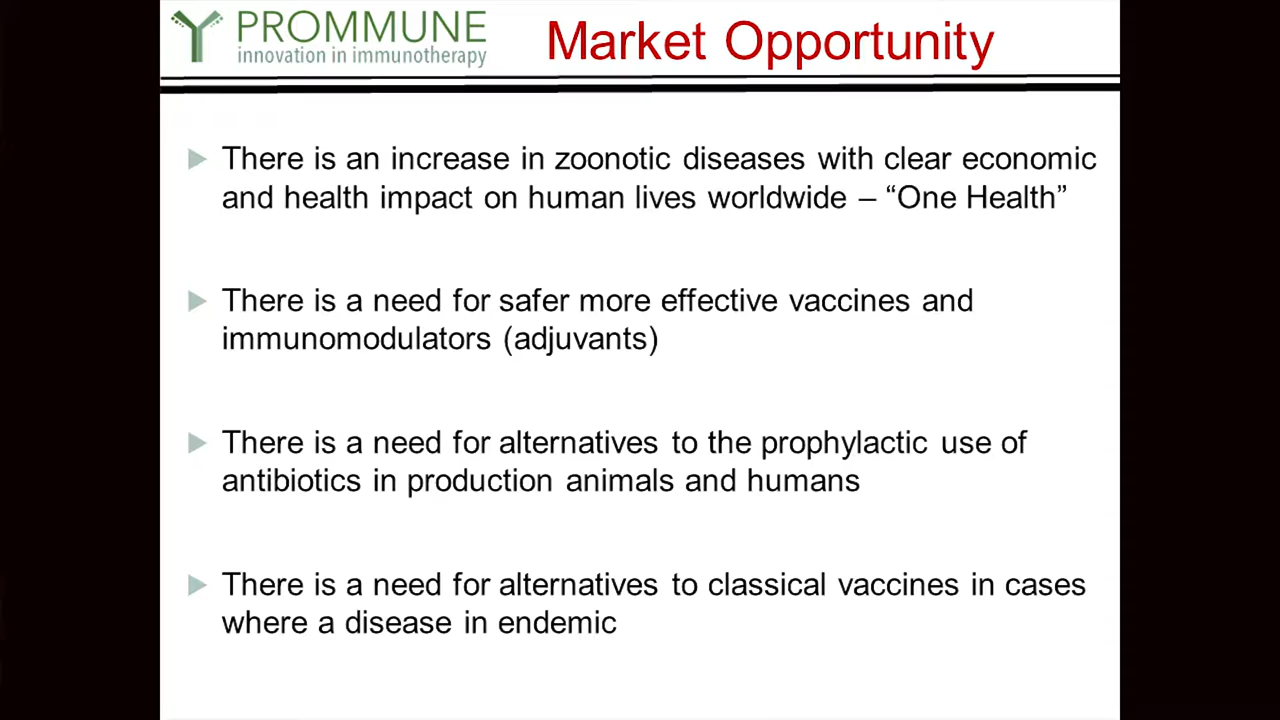 PROMMUNE
innovation in immunotherapy
Market Opportunity
There is an increase in zoonotic diseases with clear economic
and health impact on human lives worldwide – “One Health”
There is a need for safer more effective vaccines and
immunomodulators (adjuvants)
There is a need for alternatives to the prophylactic use of
antibiotics in production animals and humans
There is a need for alternatives to classical vaccines in cases
where a disease in endemic